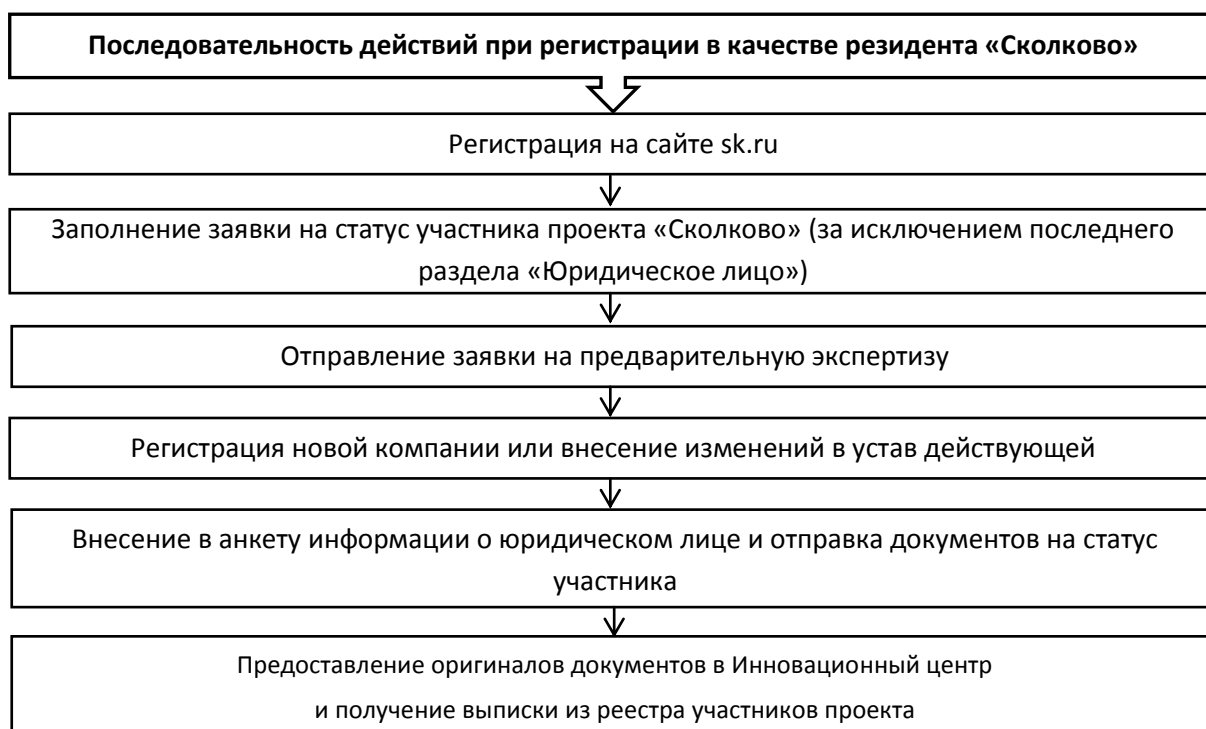 Последовательность действий при регистрации в качестве резидента «Сколково»
Регистрация на сайте sk.ru
Заполнение заявки на статус участника проекта «Сколково» (за исключением последнего
раздела «Юридическое лицо»)
Отправление заявки на предварительную экспертизу
Регистрация новой компании или внесение изменений в устав действующей
Внесение в анкету информации о юридическом лице и отправка документов на статус
участника
Предоставление оригиналов документов в Инновационный центр
и получение выписки из реестра участников проекта